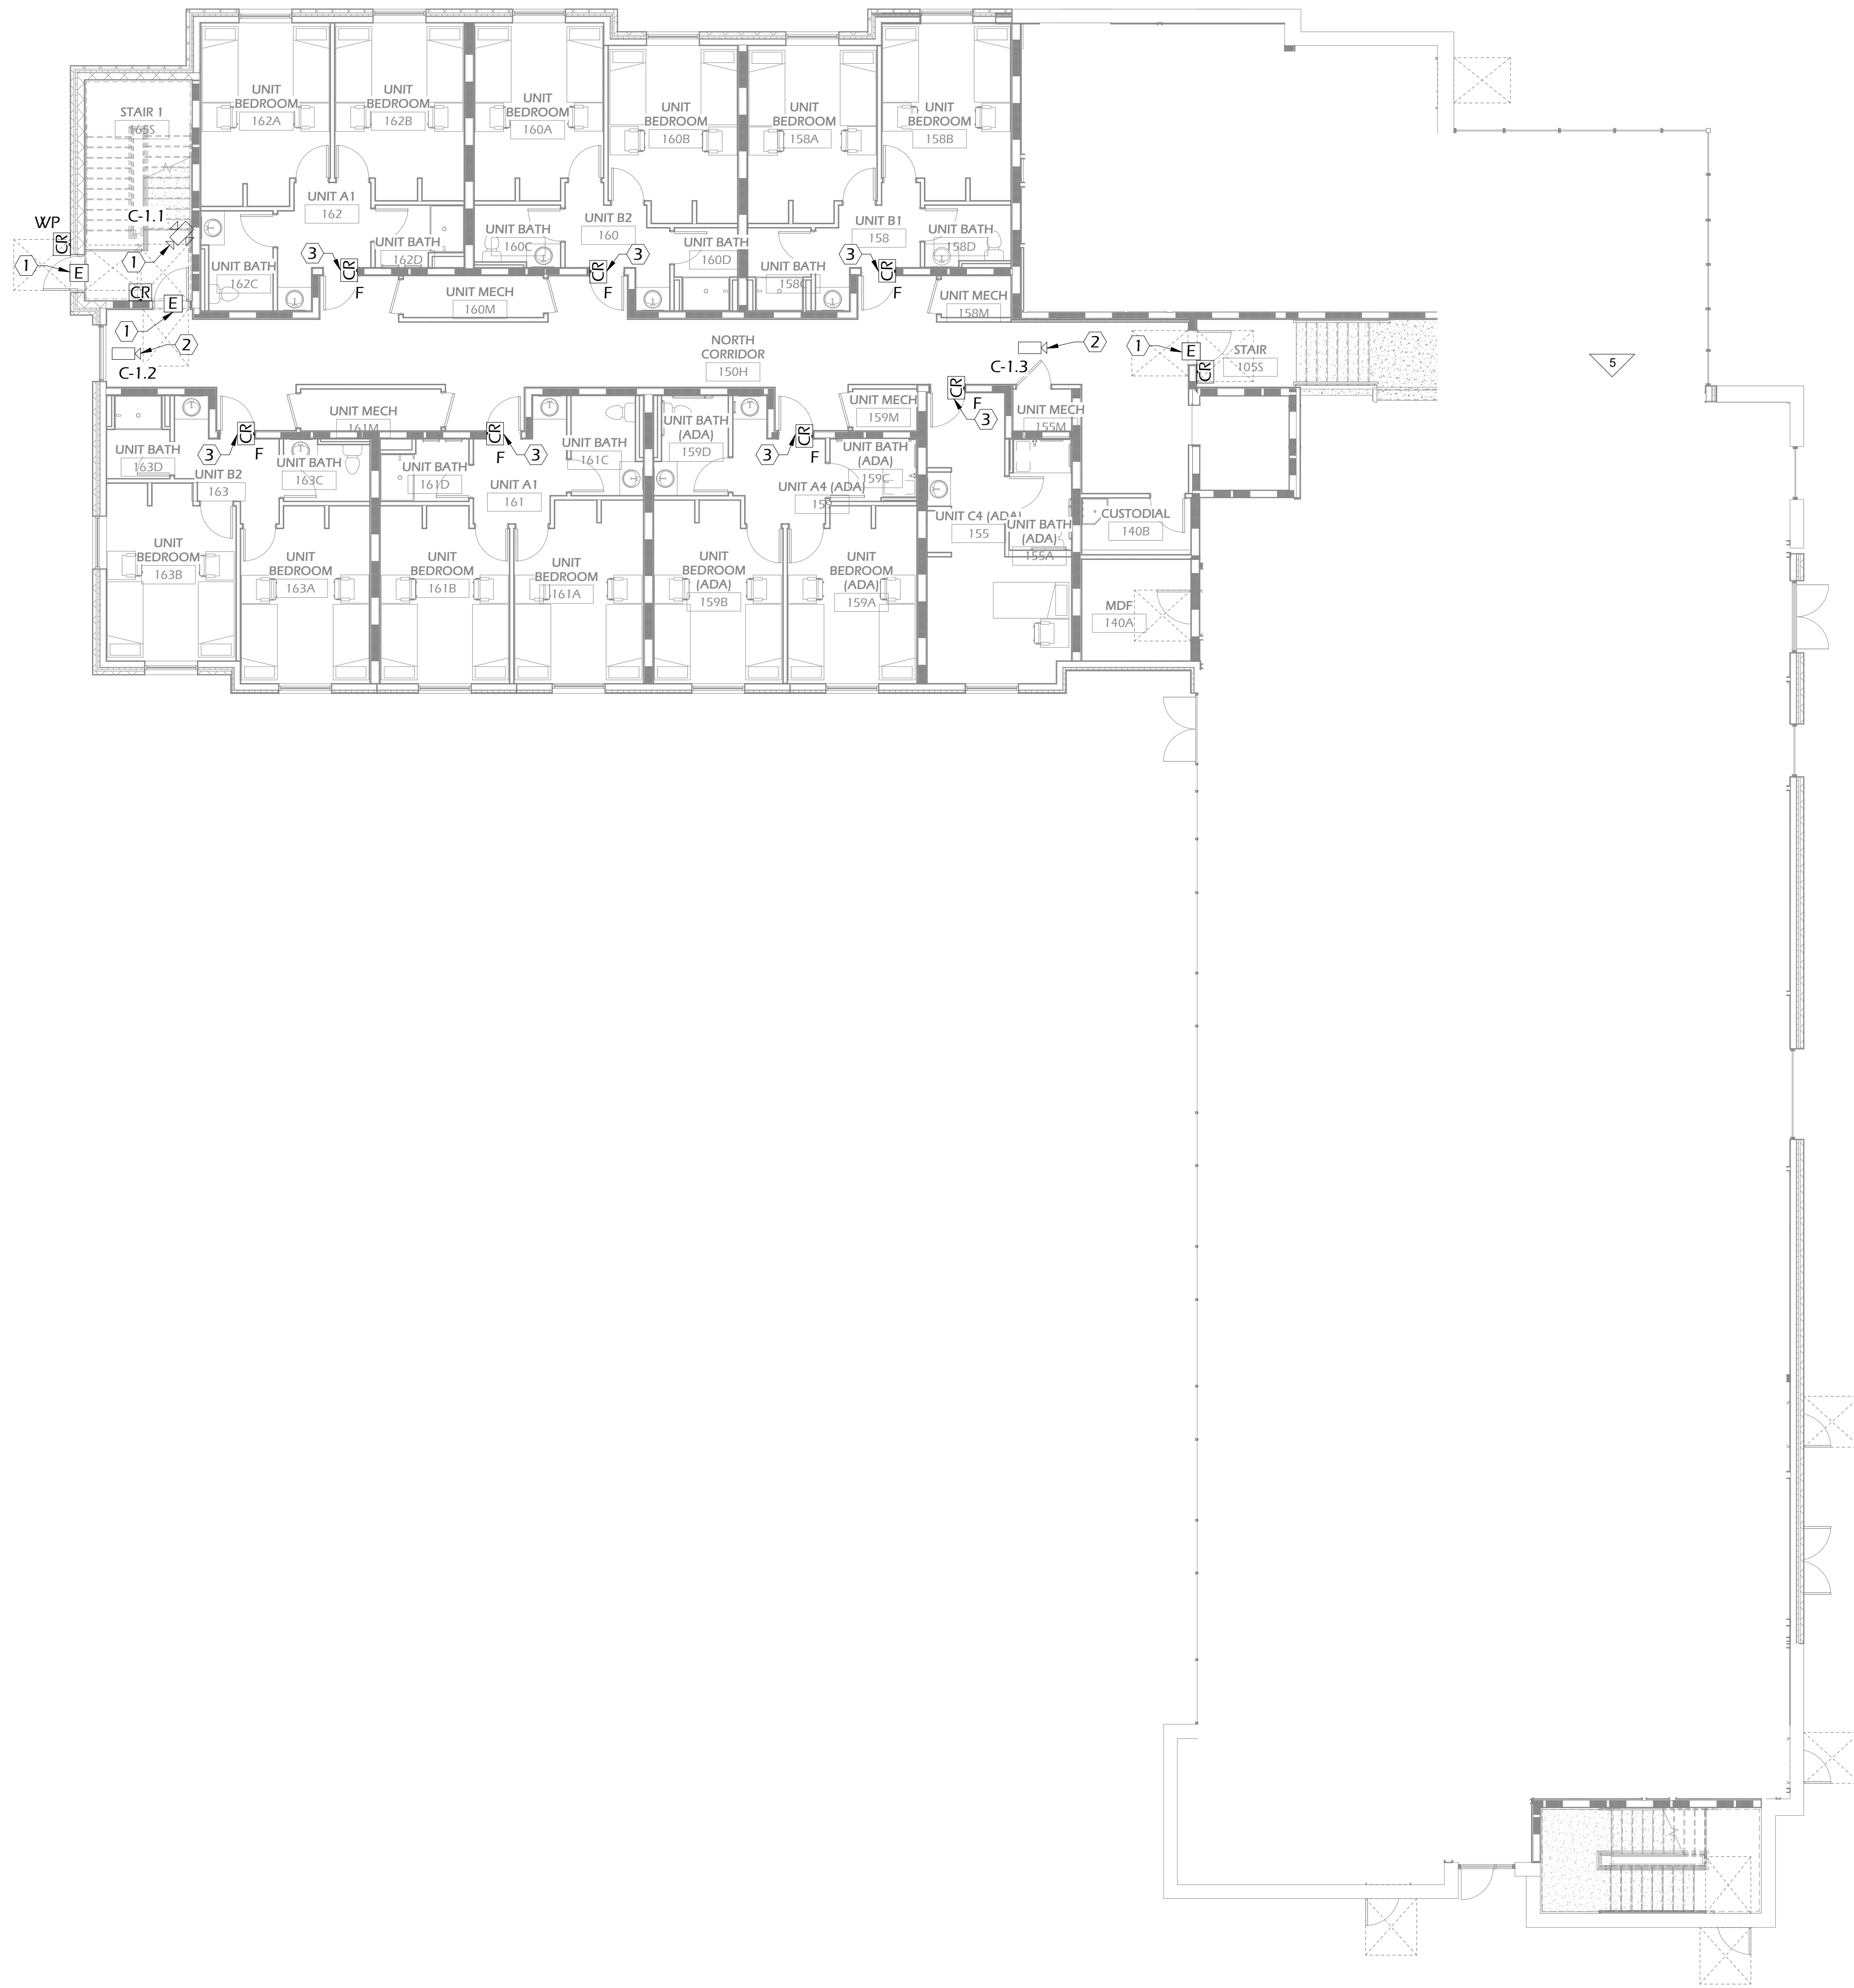 UNIT
BEDROOM
162A
UNIT
BEDROOM
162B
UNIT
BEDROOM
160A
UNIT
BEDROOM
160B
UNIT
BEDROOM
158A
UNIT
BEDROOM
158B
STAIR 1
165S
C-1.1
WP
CR
1
E
1
CR
E
1
UNIT A1
162
UNIT BATH
162D
UNIT BATH
162C
3
CR
F
UNIT B2
160
UNIT BATH
160C
UNIT BATH
160D
CR
3
F
UNIT MECH
160M
UNIT B1
158
UNIT BATH
158D
UNIT BATH
158C
3
CR
F
UNIT MECH
158M
2
C-1.2
NORTH
CORRIDOR
150H
C-1.3
2
1
E
CR
STAIR
105S
5
UNIT MECH
161M
UNIT MECH
159M
CR
F
3
UNIT MECH
155M
UNIT BATH
163D
UNIT B2
163
3
CR
F
UNIT BATH
163C
UNIT BATH
161D
CR
F
3
UNIT A1
161
UNIT BATH
161C
UNIT BATH
(ADA)
159D
3
CR
F
UNIT BATH
(ADA)
159C
UNIT A4 (ADA)
159
UNIT C4 (ADA)
155
UNIT BATH
(ADA)
155A
CUSTODIAL
140B
UNIT
BEDROOM
163B
UNIT
BEDROOM
163A
UNIT
BEDROOM
161B
UNIT
BEDROOM
161A
UNIT
BEDROOM
(ADA)
159B
UNIT
BEDROOM
(ADA)
159A
MDF
140A